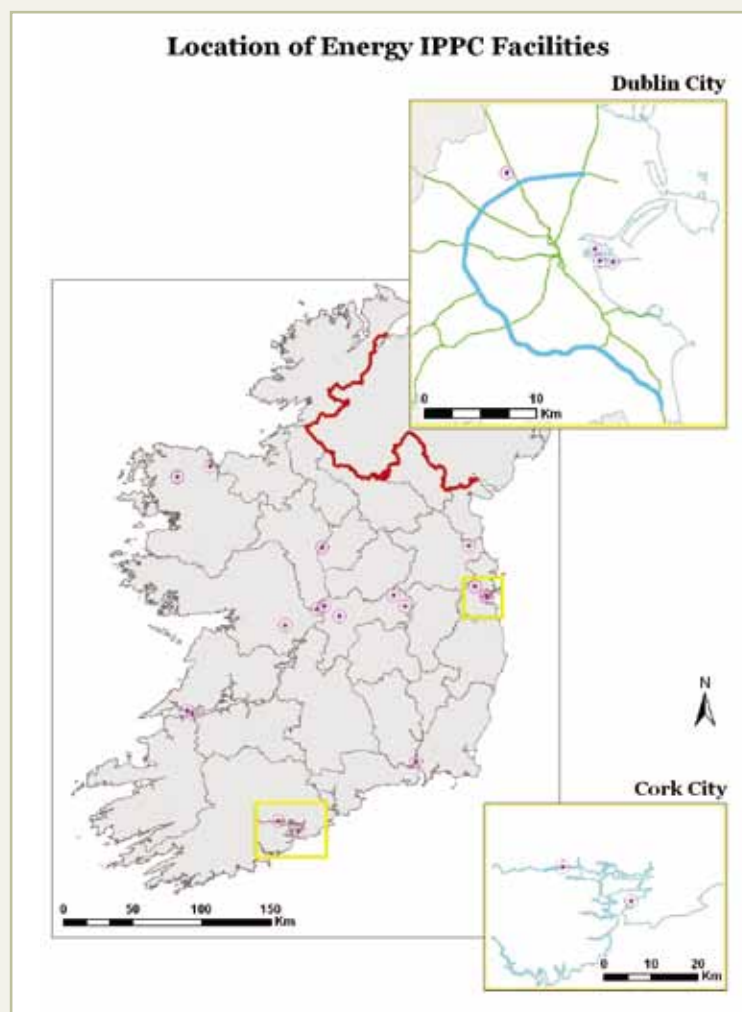 Location of Energy IPPC Facilities
Dublin City
0 10
Km
N
Cork City
0 50 100 150
Km
0 10 20
Km